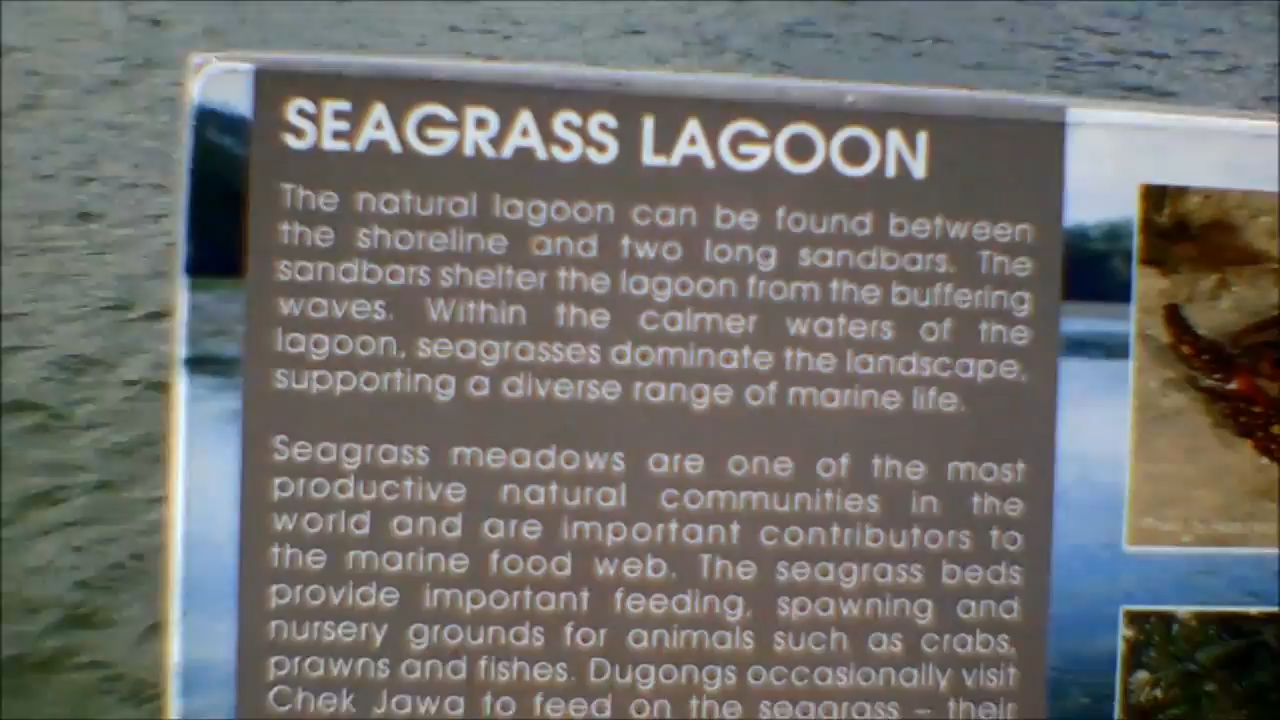 SEAGRASS LAGOON
The natural lagoon can be found between
the shoreline and two long sandbars. The
sandbars shelter the lagoon from the buffering
waves. Within the calmer waters of the
lagoon, seagrasses dominate the landscape,
supporting a diverse range of marine life.
Seagrass meadows are one of the most
productive natural communities in the
world and are important contributors to
the marine food web. The seagrass beds
provide important feeding, spawning and
nursery grounds for animals such as crabs,
prawns and fishes. Dugongs occasionally visit
Chek Jawa to feed on the seagrass – their